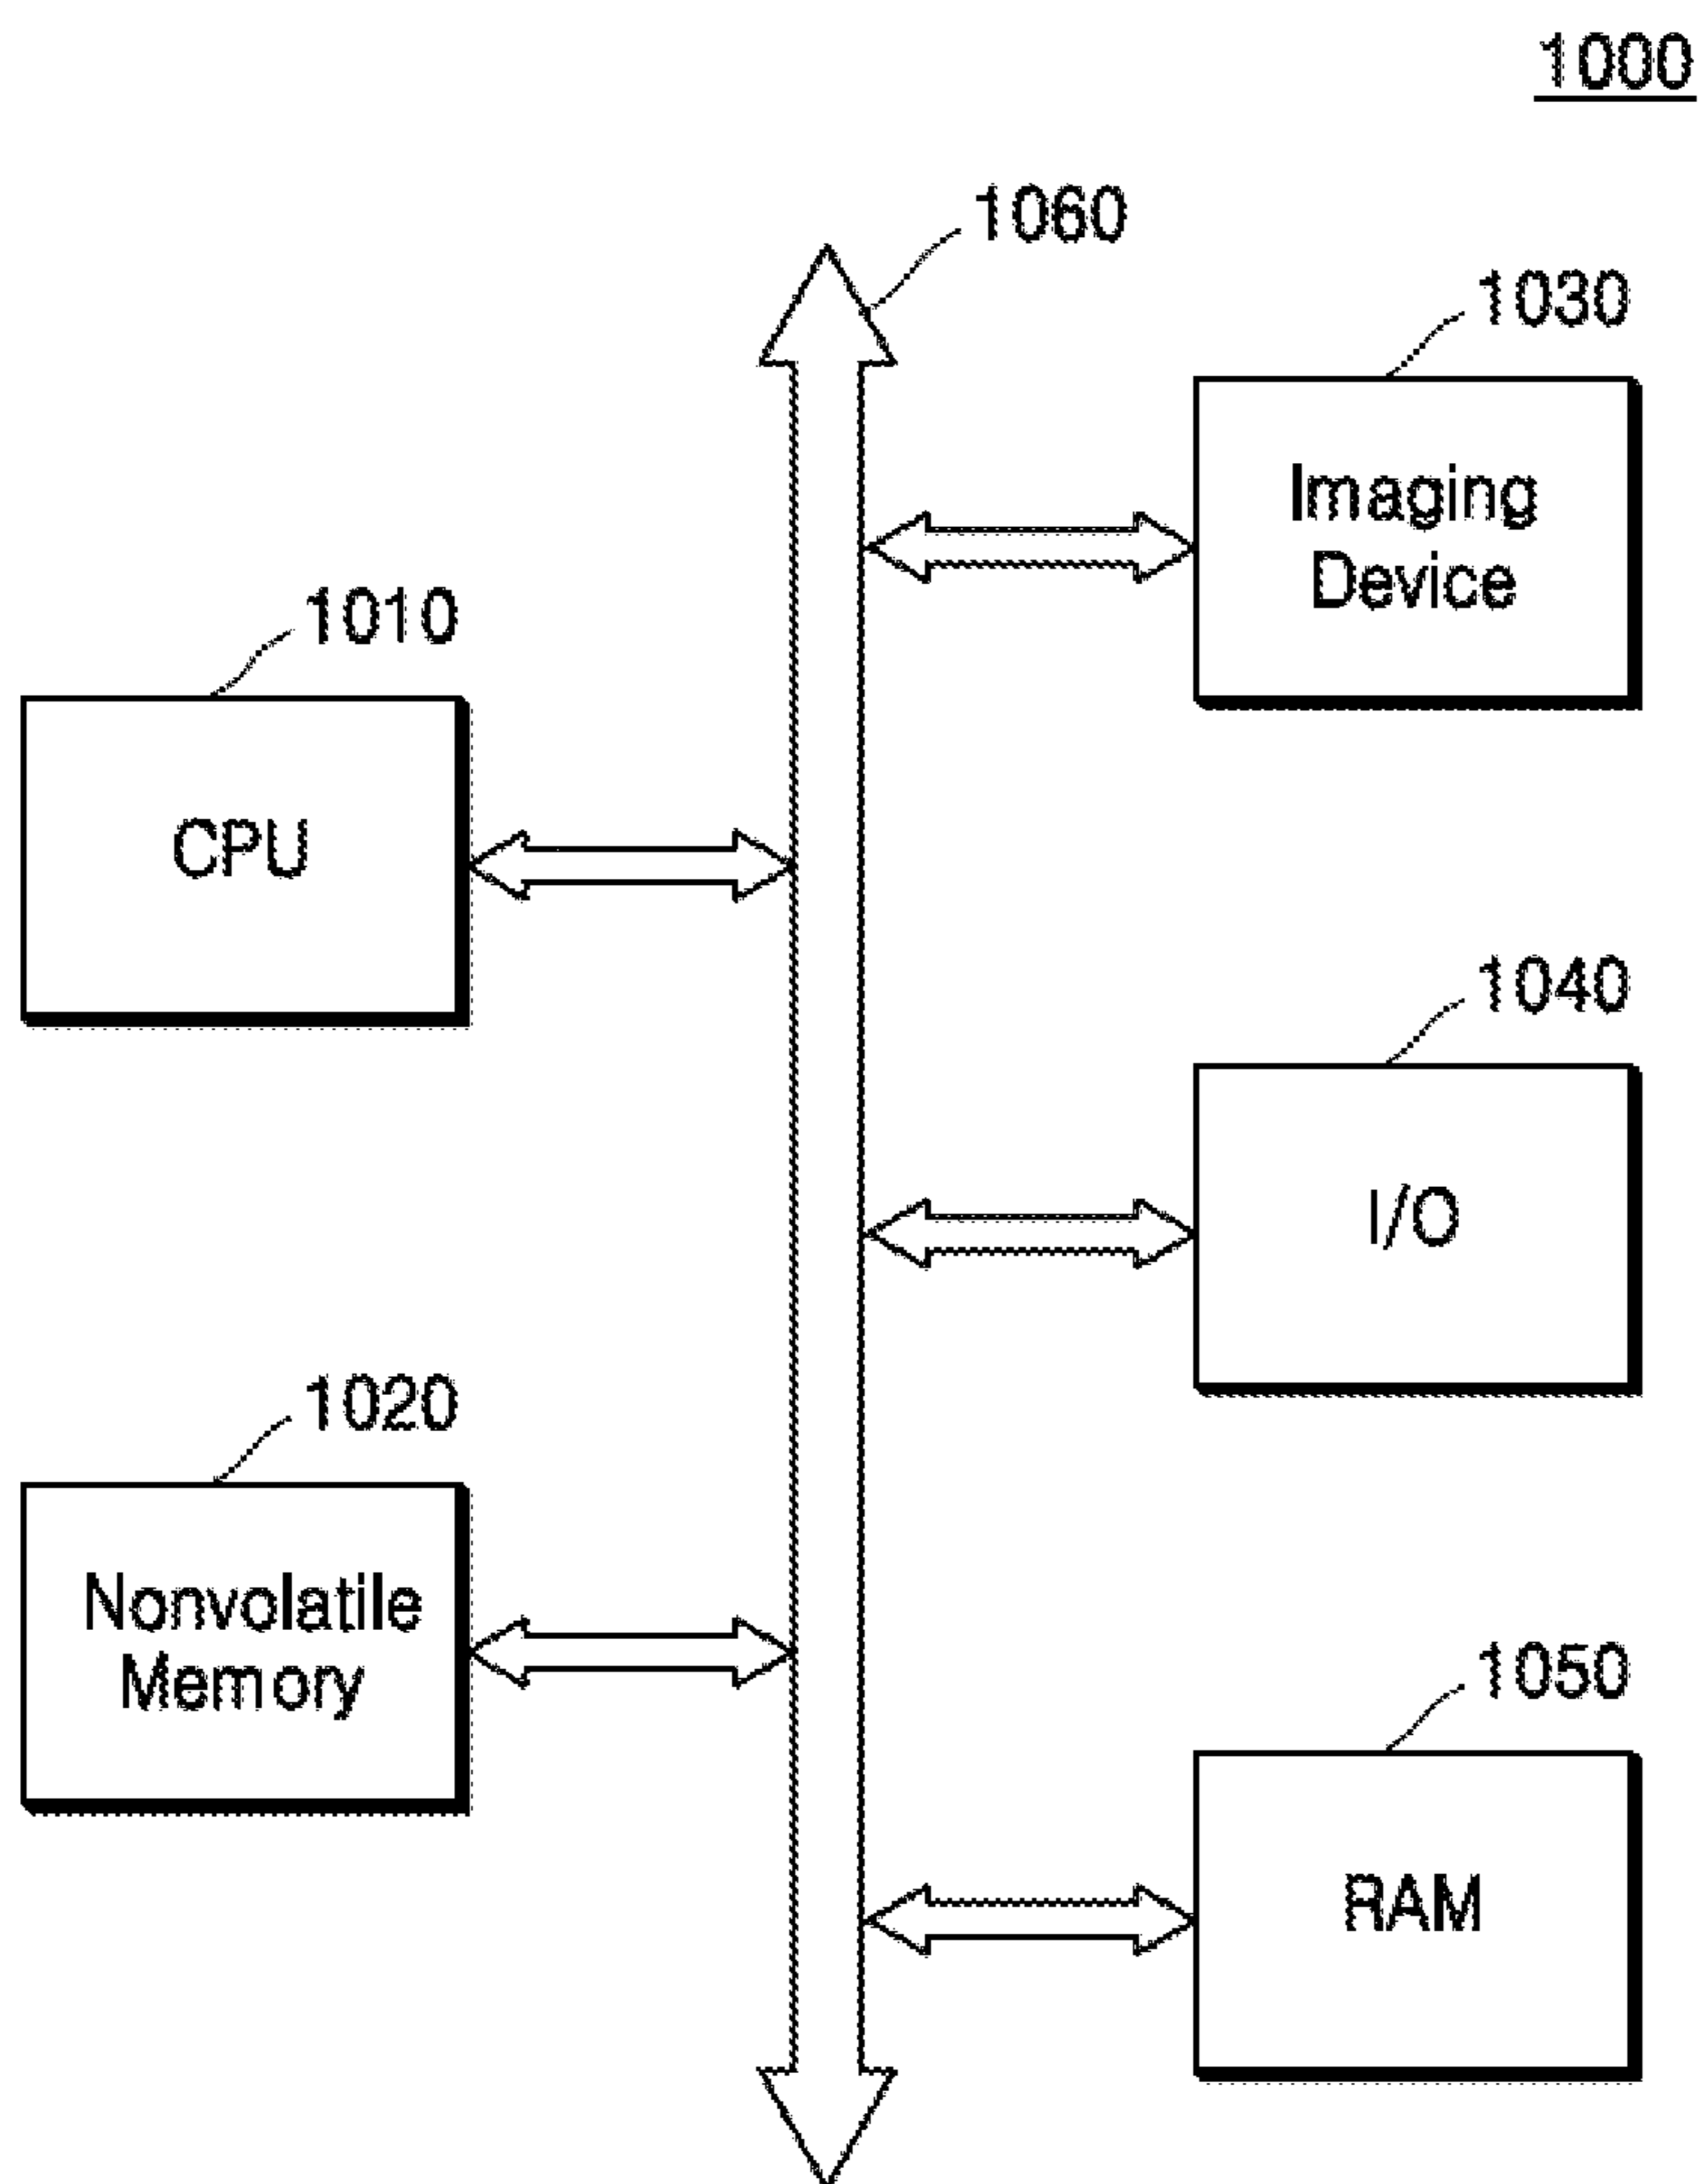 1000
1060
1030
Imaging
Device
1010
CPU
1040
I/O
1020
Nonvolatile
Memory
1050
RAM